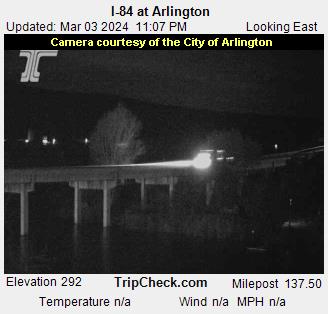 I-84 at Arlington
Updated: Mar 03 2024 11:07 PM Looking East
Camera courtesy of the City of Arlington
Elevation 292 TripCheck.com Milepost 137.50
Temperature n/a Wind n/a MPH n/a